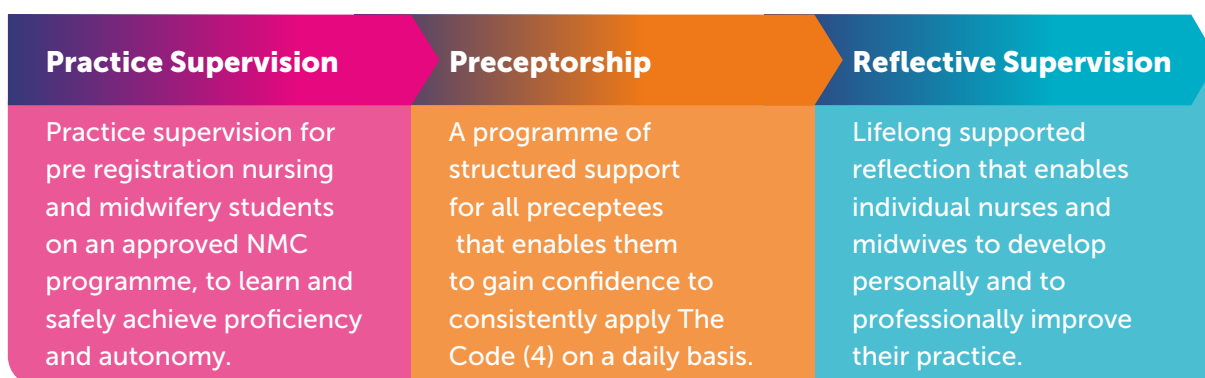 Practice Supervision
Practice supervision for
pre registration nursing
and midwifery students
on an approved NMC
programme, to learn and
safely achieve proficiency
and autonomy.
Preceptorship
A programme of
structured support
for all preceptees
that enables them
to gain confidence to
consistently apply The
Code (4) on a daily basis.
Reflective Supervision
Lifelong supported
reflection that enables
individual nurses and
midwives to develop
personally and to
professionally improve
their practice.